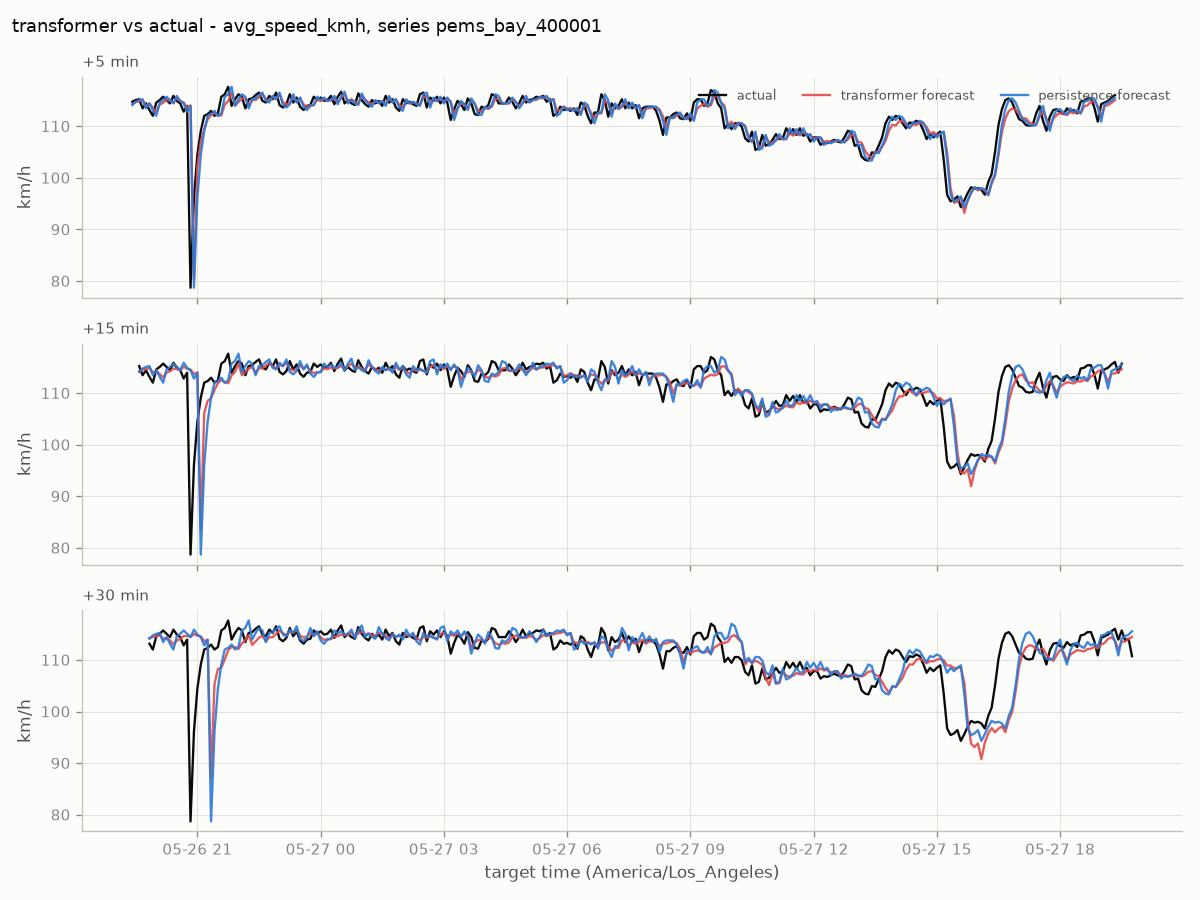 transformer vs actual - avg_speed_kmh, series pems_bay_400001
+5 min
actual transformer forecast persistence forecast
110
100
90
80
km/h
+15 min
110
100
90
80
km/h
+30 min
110
100
90
80
km/h
05-26 21 05-27 00 05-27 03 05-27 06 05-27 09 05-27 12 05-27 15 05-27 18
target time (America/Los_Angeles)